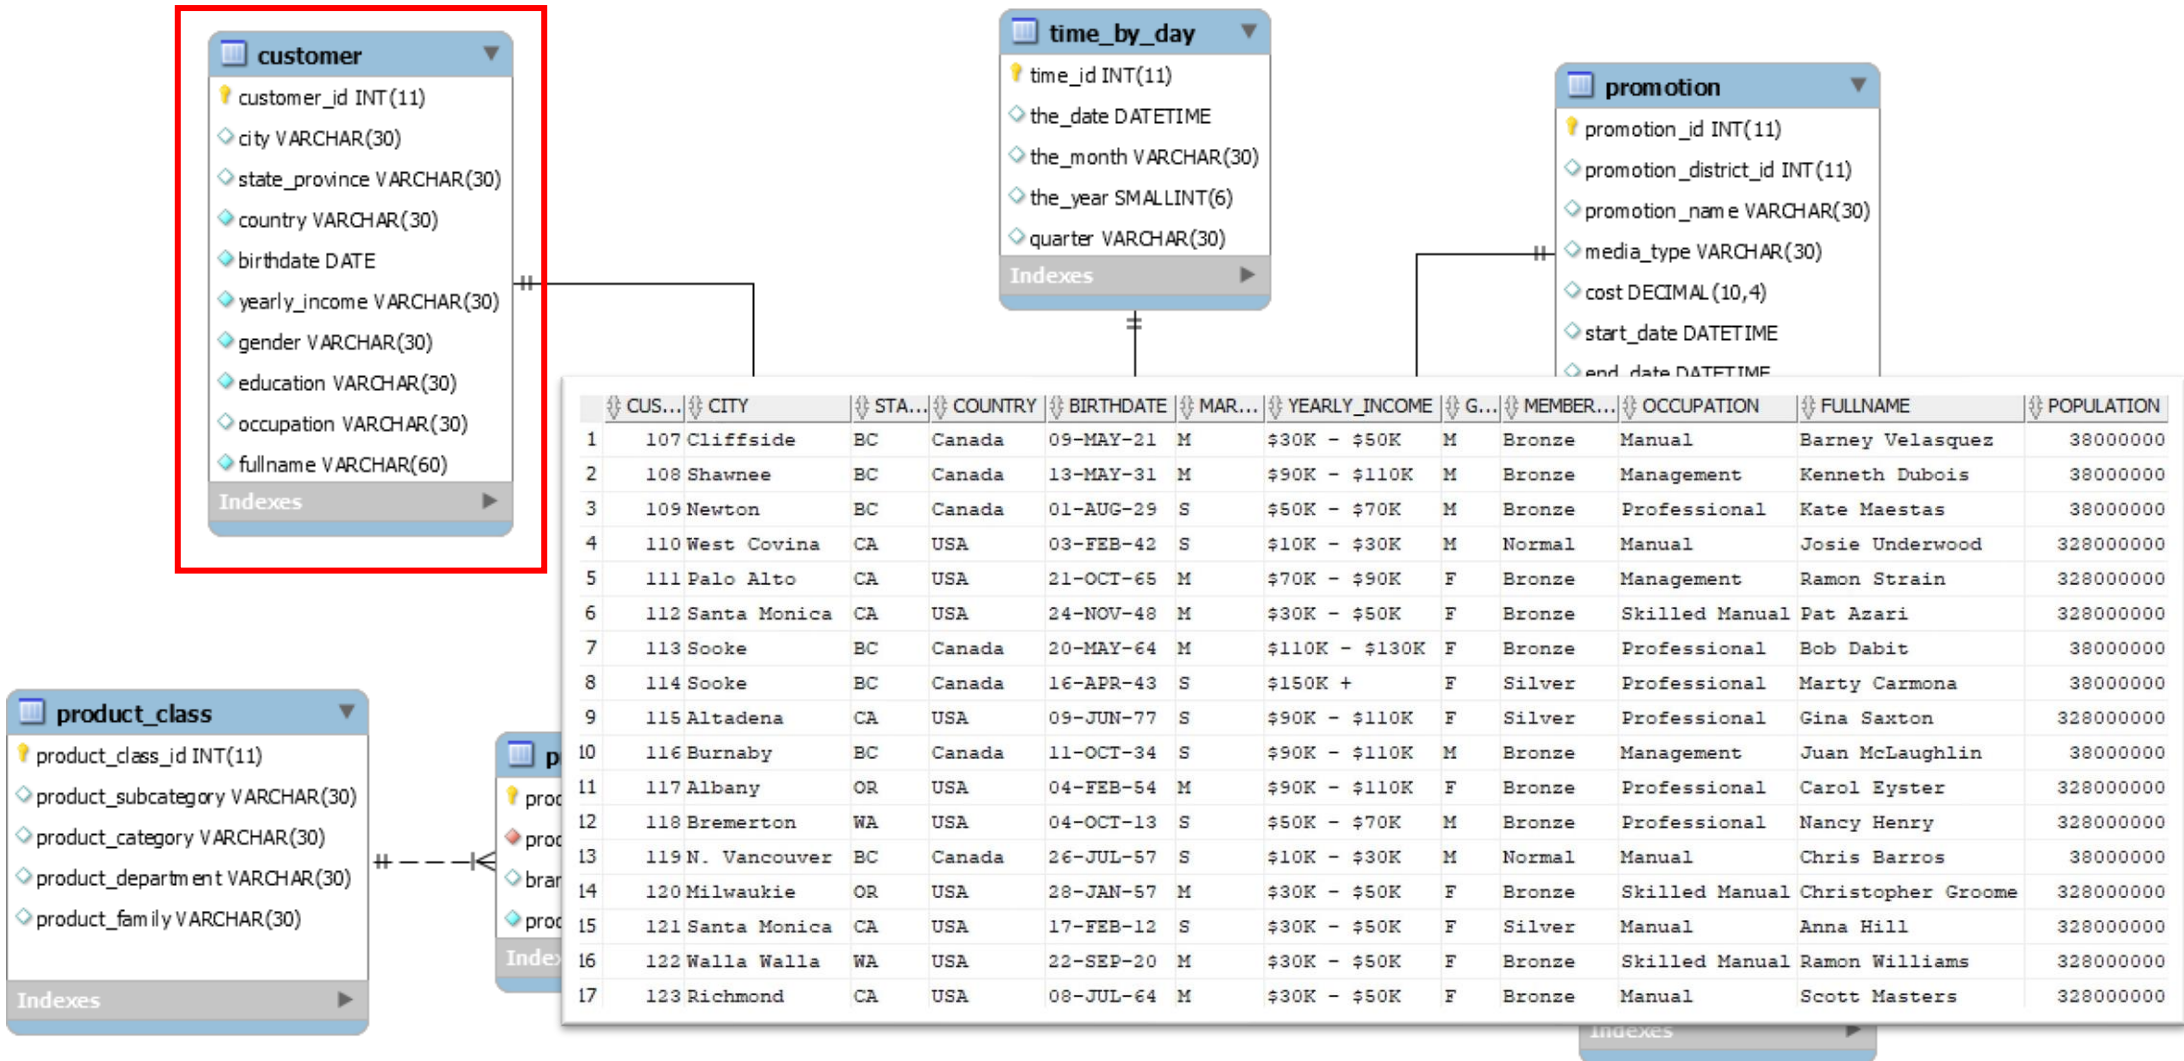 customer
customer_id INT(11)
city VARCHAR(30)
state_province VARCHAR(30)
country VARCHAR(30)
birthdate DATE
yearly_income VARCHAR(30)
gender VARCHAR(30)
education VARCHAR(30)
occupation VARCHAR(30)
fullname VARCHAR(60)
Indexes
time_by_day
time_id INT(11)
the_date DATETIME
the_month VARCHAR(30)
the_year SMALLINT(6)
quarter VARCHAR(30)
Indexes
promotion
promotion_id INT(11)
promotion_district_id INT(11)
promotion_name VARCHAR(30)
media_type VARCHAR(30)
cost DECIMAL(10,4)
start_date DATETIME
end_date DATETIME
product_class
product_class_id INT(11)
product_subcategory VARCHAR(30)
product_category VARCHAR(30)
product_department VARCHAR(30)
product_family VARCHAR(30)
Indexes
p
proc
proc
brar
proc
Inde
CUS... CITY STA... COUNTRY BIRTHDATE MAR... YEARLY_INCOME G... MEMBER... OCCUPATION FULLNAME POPULATION
1 107 Cliffside BC Canada 09-MAY-21 M $30K - $50K M Bronze Manual Barney Velasquez 38000000
2 108 Shawnee BC Canada 13-MAY-31 M $90K - $110K M Bronze Management Kenneth Dubois 38000000
3 109 Newton BC Canada 01-AUG-29 S $50K - $70K M Bronze Professional Kate Maestas 38000000
4 110 West Covina CA USA 03-FEB-42 S $10K - $30K M Normal Manual Josie Underwood 328000000
5 111 Palo Alto CA USA 21-OCT-65 M $70K - $90K F Bronze Management Ramon Strain 328000000
6 112 Santa Monica CA USA 24-NOV-48 M $30K - $50K F Bronze Skilled Manual Pat Azari 328000000
7 113 Sooke BC Canada 20-MAY-64 M $110K - $130K F Bronze Professional Bob Dabit 38000000
8 114 Sooke BC Canada 16-APR-43 S $150K + F Silver Professional Marty Carmona 38000000
9 115 Altadena CA USA 09-JUN-77 S $90K - $110K F Silver Professional Gina Saxton 328000000
10 116 Burnaby BC Canada 11-OCT-34 S $90K - $110K M Bronze Management Juan McLaughlin 38000000
11 117 Albany OR USA 04-FEB-54 M $90K - $110K F Bronze Professional Carol Eyster 328000000
12 118 Bremerton WA USA 04-OCT-13 S $50K - $70K M Bronze Professional Nancy Henry 328000000
13 119 N. Vancouver BC Canada 26-JUL-57 S $10K - $30K M Normal Manual Chris Barros 38000000
14 120 Milwaukie OR USA 28-JAN-57 M $30K - $50K F Bronze Skilled Manual Christopher Groome 328000000
15 121 Santa Monica CA USA 17-FEB-12 S $30K - $50K F Silver Manual Anna Hill 328000000
16 122 Walla Walla WA USA 22-SEP-20 M $30K - $50K F Bronze Skilled Manual Ramon Williams 328000000
17 123 Richmond CA USA 08-JUL-64 M $30K - $50K F Bronze Manual Scott Masters 328000000
Indexes